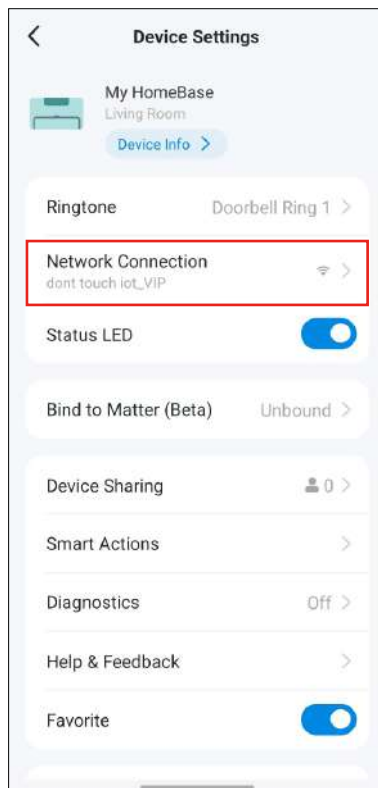 Device Settings
My HomeBase
Living Room
Device Info
Ringtone Doorbell Ring 1
Network Connection
dont touch iot_VIP
Status LED
Bind to Matter (Beta) Unbound
Device Sharing 0
Smart Actions
Diagnostics Off
Help & Feedback
Favorite